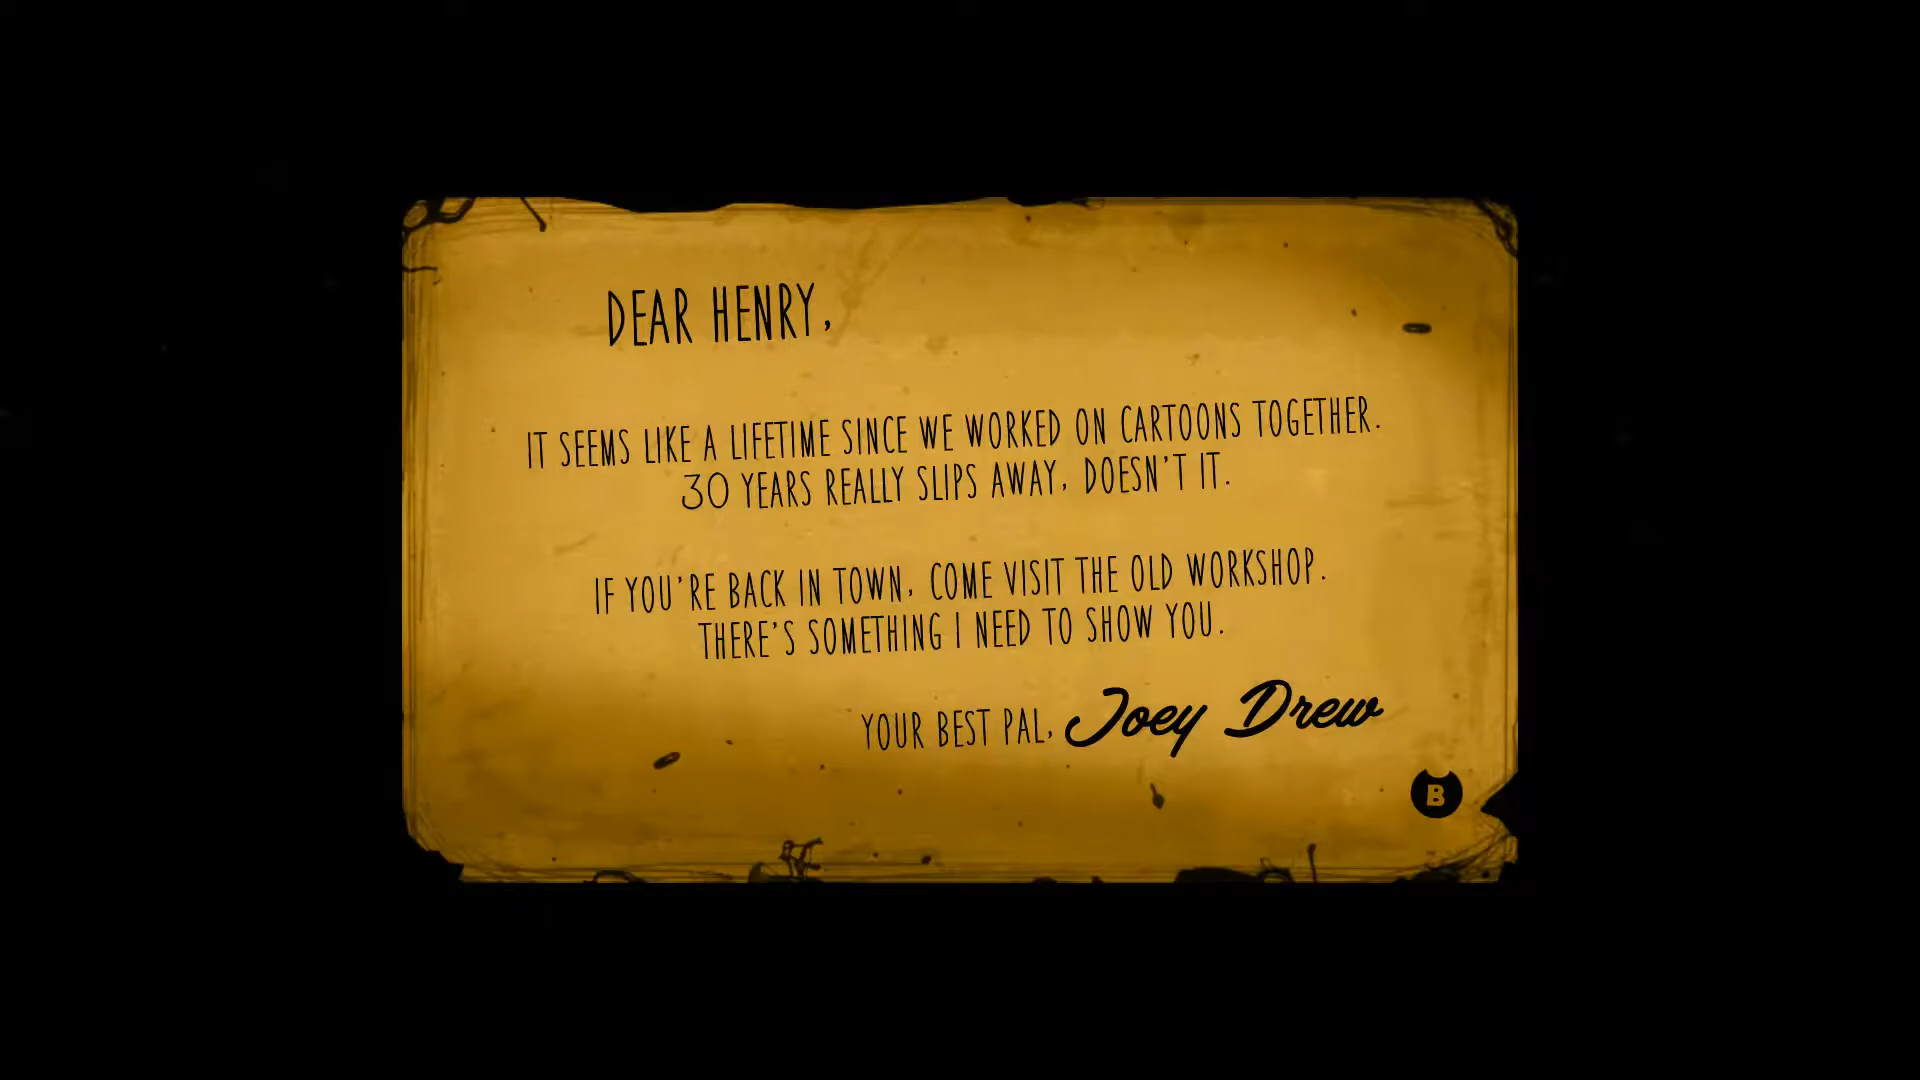 DEAR HENRY,
IT SEEMS LIKE A LIFETIME SINCE WE WORKED ON CARTOONS TOGETHER.
30 YEARS REALLY SLIPS AWAY, DOESN'T IT.
IF YOU'RE BACK IN TOWN, COME VISIT THE OLD WORKSHOP.
THERE'S SOMETHING I NEED TO SHOW YOU.
YOUR BEST PAL, Joey Drew
B